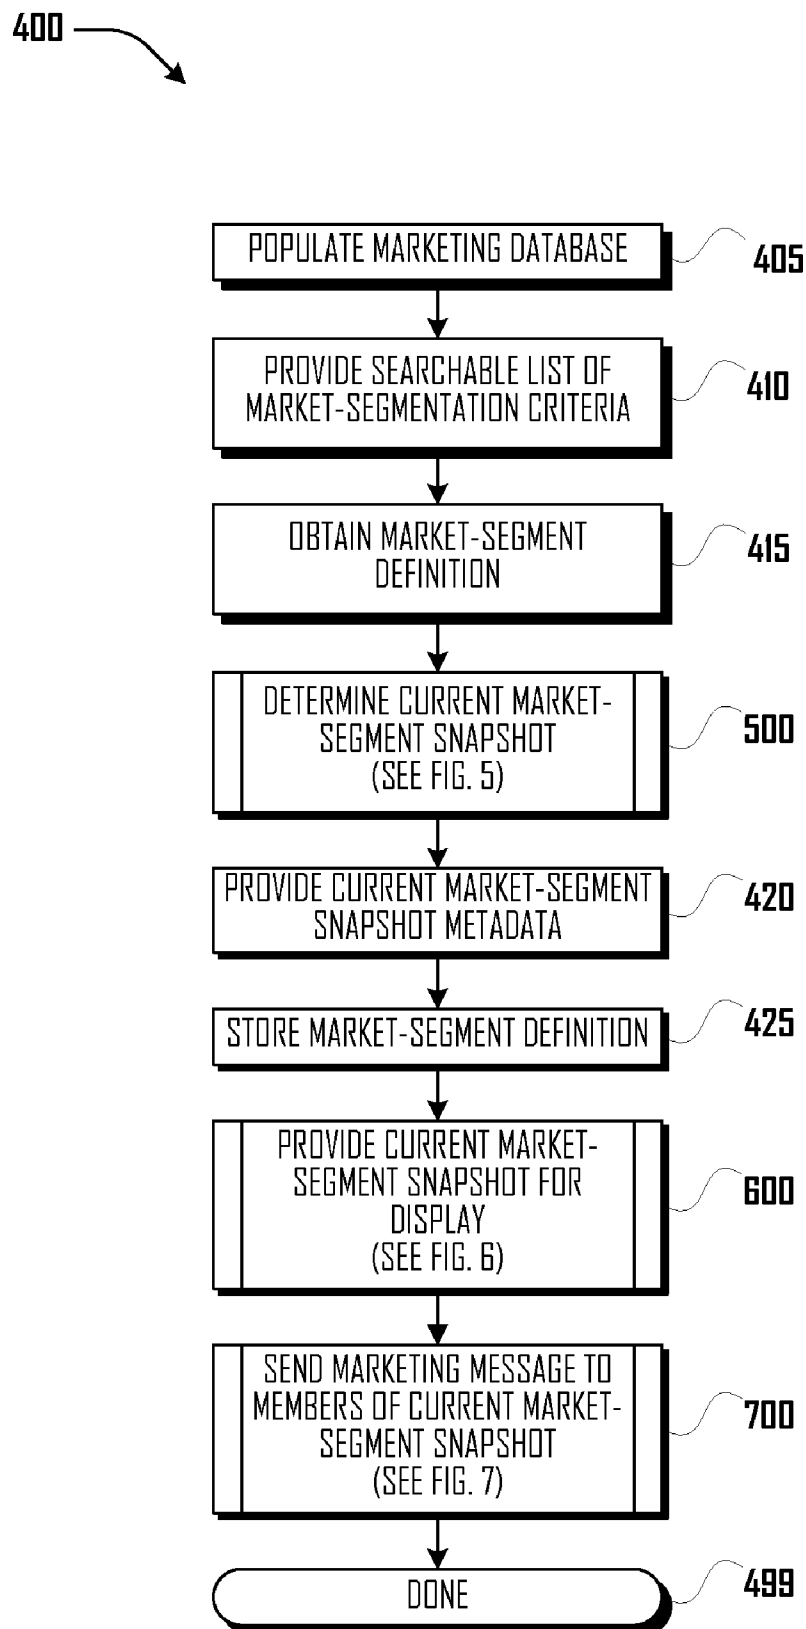 400
POPULATE MARKETING DATABASE
405
PROVIDE SEARCHABLE LIST OF
MARKET-SEGMENTATION CRITERIA
410
OBTAIN MARKET-SEGMENT
DEFINITION
415
DETERMINE CURRENT MARKET-
SEGMENT SNAPSHOT
(SEE FIG. 5)
500
PROVIDE CURRENT MARKET-SEGMENT
SNAPSHOT METADATA
420
STORE MARKET-SEGMENT DEFINITION
425
PROVIDE CURRENT MARKET-
SEGMENT SNAPSHOT FOR
DISPLAY
(SEE FIG. 6)
600
SEND MARKETING MESSAGE TO
MEMBERS OF CURRENT MARKET-
SEGMENT SNAPSHOT
(SEE FIG. 7)
700
DONE
499